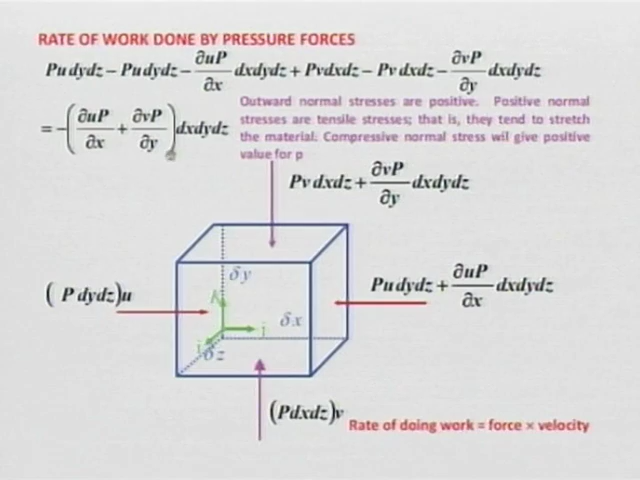 RATE OF WORK DONE BY PRESSURE FORCES
Pu dydz − Pu dydz − ∂uP/∂x dxdydz + Pvdxdz − Pv dxdz − ∂vP/∂y dxdydz
= −(∂uP/∂x + ∂vP/∂y) dxdydz
Outward normal stresses are positive. Positive normal
stresses are tensile stresses; that is, they tend to stretch
the material. Compressive normal stress will give positive
value for p
Pv dxdz + ∂vP/∂y dxdydz
(P dydz)u
δy
δx
δz
i
Pu dydz + ∂uP/∂x dxdydz
(Pdxdz)v
Rate of doing work = force × velocity